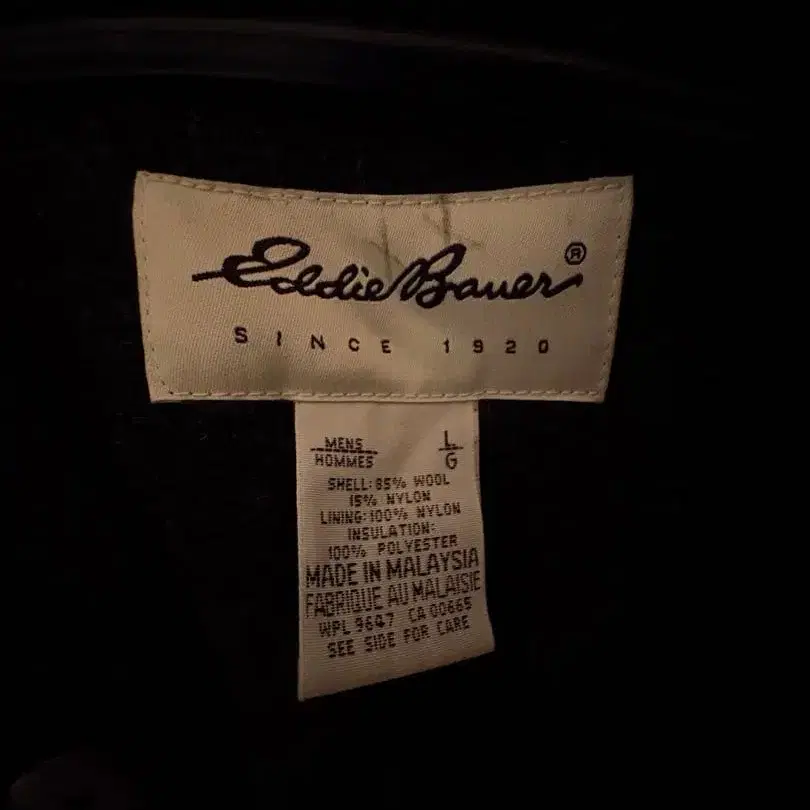 Eddie Bauer®
SINCE 1920
MENS L
HOMMES G
SHELL: 85% WOOL
15% NYLON
LINING: 100% NYLON
INSULATION:
100% POLYESTER
MADE IN MALAYSIA
FABRIQUE AU MALAISIE
WPL 9647 CA 00665
SEE SIDE FOR CARE